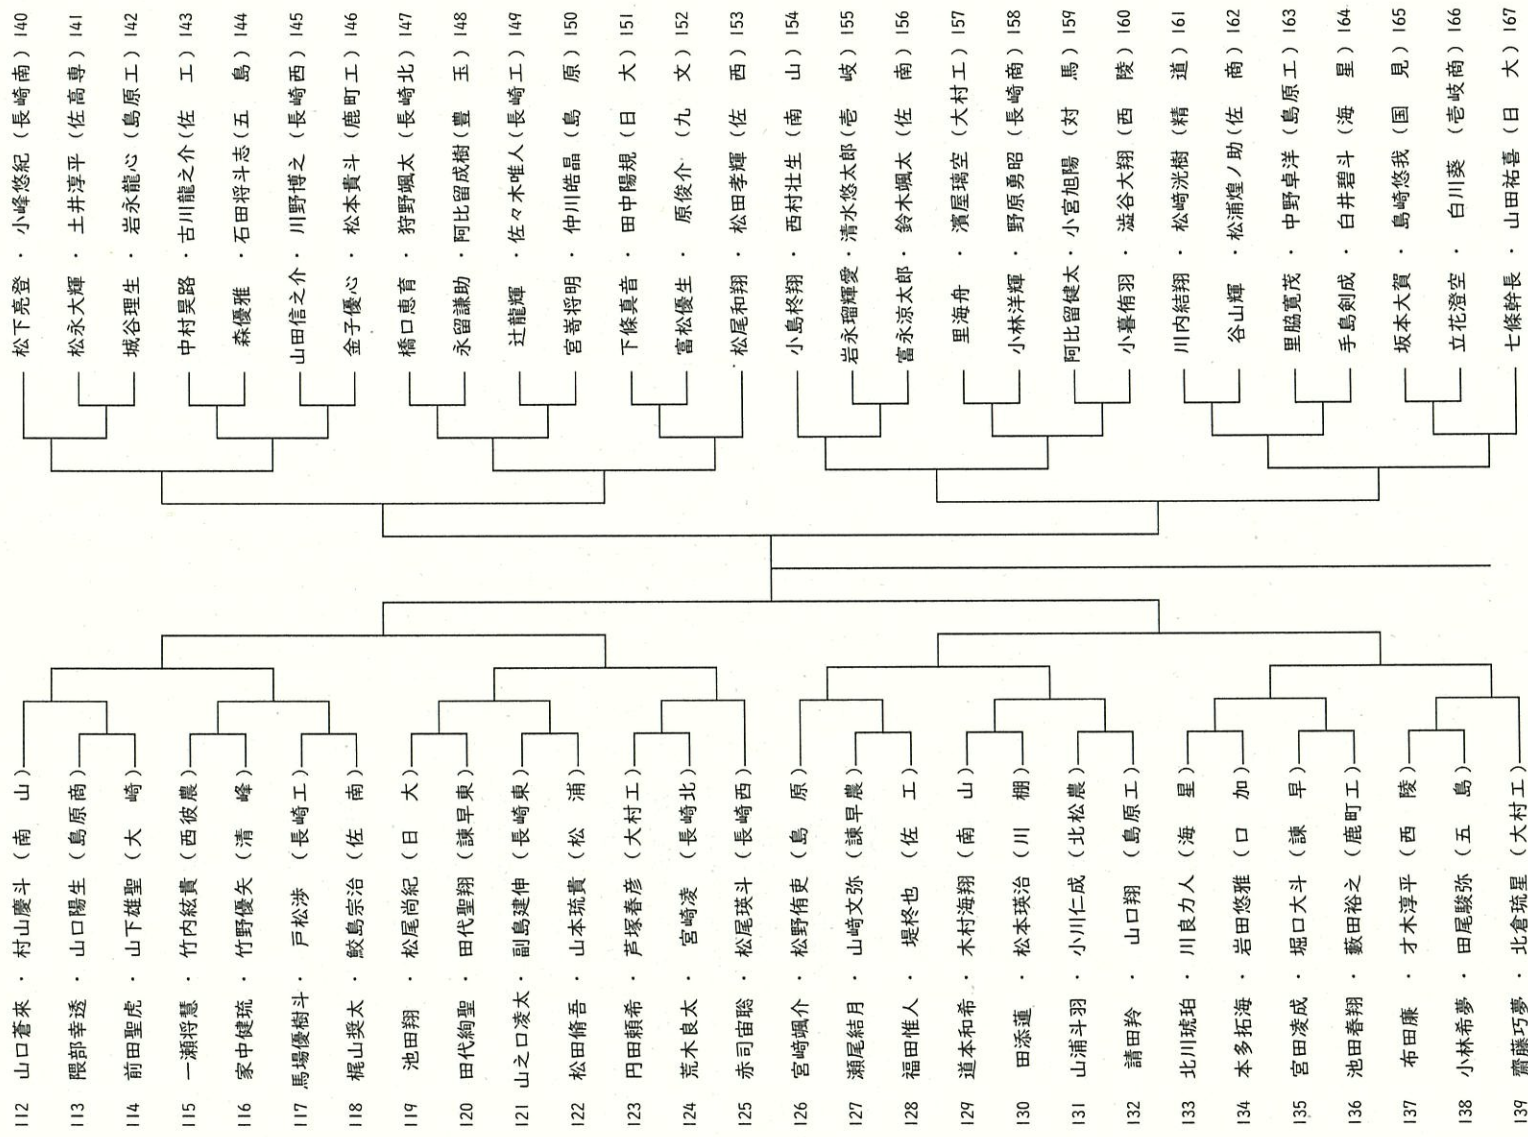 松下亮登 ・ 小峰悠紀 (長崎南) 140
松永大輝 ・ 土井淳平 (佐高専) 141
城谷理生 ・ 岩永龍心 (島原工) 142
中村昊路 ・ 古川龍之介 (佐 工) 143
森優雅 ・ 石田将斗志 (五 島) 144
山田信之介 ・ 川野博之 (長崎西) 145
金子優心 ・ 松本貴斗 (鹿町工) 146
橋口恵育 ・ 狩野颯太 (長崎北) 147
永留謙助 ・ 阿比留成樹 (豊 玉) 148
辻龍輝 ・ 佐々木唯人 (長崎工) 149
宮嵜将明 ・ 仲川皓晶 (島 原) 150
下條真音 ・ 田中陽規 (日 大) 151
富松優生 ・ 原俊介 (九 文) 152
松尾和翔 ・ 松田孝輝 (佐 西) 153
小島柊翔 ・ 西村壮生 (南 山) 154
岩永瑠輝愛 ・ 清水悠太郎 (壱 岐) 155
富永涼太郎 ・ 鈴木颯太 (佐 南) 156
里海舟 ・ 濱屋璃空 (大村工) 157
小林洋輝 ・ 野原勇昭 (長崎商) 158
阿比留健太 ・ 小宮旭陽 (対 馬) 159
小暮侑羽 ・ 澁谷大翔 (西 陵) 160
川内結翔 ・ 松﨑洸樹 (精 道) 161
谷山輝 ・ 松浦煌ノ助 (佐 商) 162
里脇寛茂 ・ 中野卓洋 (島原工) 163
手島剣成 ・ 白井碧斗 (海 星) 164
坂本大賀 ・ 島崎悠我 (国 見) 165
立花澄空 ・ 白川葵 (壱岐商) 166
七條幹長 ・ 山田祐喜 (日 大) 167
112 山口蒼來 ・ 村山慶斗 (南 山)
113 隈部幸透 ・ 山口陽生 (島原商)
114 前田聖虎 ・ 山下雄聖 (大 崎)
115 一瀬将慧 ・ 竹内絃貴 (西彼農)
116 家中健琉 ・ 竹野優矢 (清 峰)
117 馬場優樹斗 ・ 戸松渉 (長崎工)
118 梶山奨太 ・ 鮫島宗治 (佐 南)
119 池田翔 ・ 松尾尚紀 (日 大)
120 田代絢聖 ・ 田代聖翔 (諫早東)
121 山之口凌太 ・ 副島建伸 (長崎東)
122 松田脩吾 ・ 山本琉貴 (松 浦)
123 円田頼希 ・ 芦塚春彦 (大村工)
124 荒木良太 ・ 宮崎凌 (長崎北)
125 赤司宙聡 ・ 松尾瑛斗 (長崎西)
126 宮﨑颯介 ・ 松野侑吏 (島 原)
127 瀬尾結月 ・ 山﨑文弥 (諫早農)
128 福田惟人 ・ 堤柊也 (佐 工)
129 道本和希 ・ 木村海翔 (南 山)
130 田添蓮 ・ 松本瑛治 (川 棚)
131 山浦斗羽 ・ 小川仁成 (北松農)
132 請田羚 ・ 山口翔 (島原工)
133 北川琥珀 ・ 川良力人 (海 星)
134 本多拓海 ・ 岩田悠雅 (口 加)
135 宮田凌成 ・ 堀口大斗 (諫 早)
136 池田春翔 ・ 藪田裕之 (鹿町工)
137 布田廉 ・ 才木淳平 (西 陵)
138 小林希夢 ・ 田尾駿弥 (五 島)
139 齋藤巧夢 ・ 北倉琉星 (大村工)